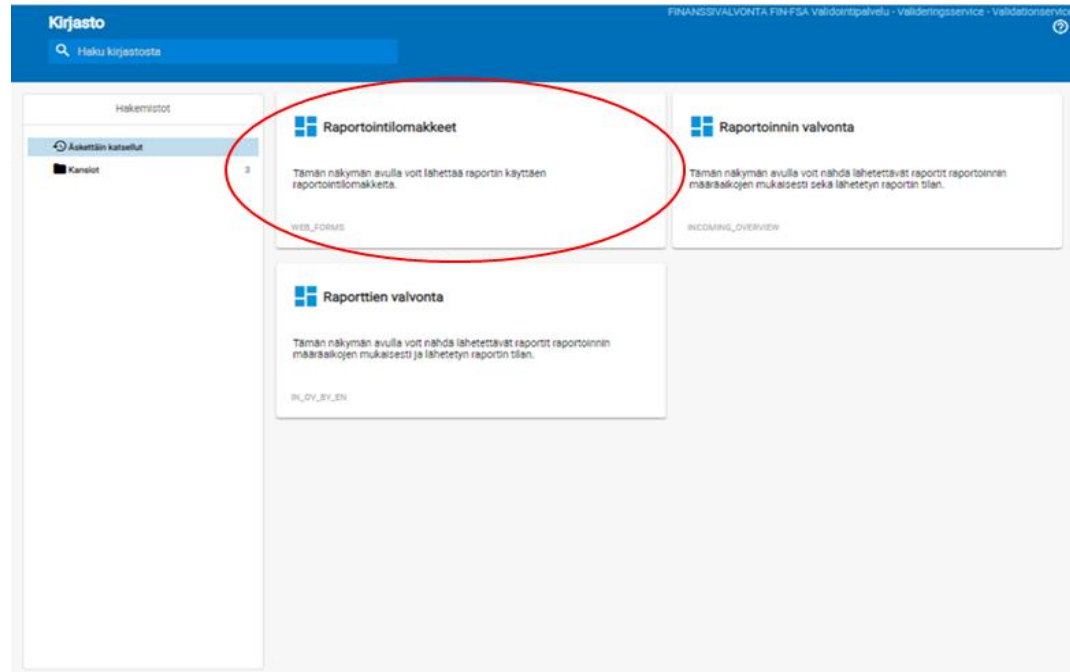 Kirjasto
FINANSSIVALVONTA FIN-FSA Validointipalvelu - Valideringsservice - Validationservice
Haku kirjastosta
Hakemistot
Äskettäin katsellut
Kansiot 3
Raportointilomakkeet
Tämän näkymän avulla voit lähettää raportin käyttäen
raportointilomakkeita.
WEB_FORMS
Raportoinnin valvonta
Tämän näkymän avulla voit nähdä lähetettävät raportit raportoinnin
määräaikojen mukaisesti sekä lähetetyn raportin tilan.
INCOMING_OVERVIEW
Raporttien valvonta
Tämän näkymän avulla voit nähdä lähetettävät raportit raportoinnin
määräaikojen mukaisesti ja lähetetyn raportin tilan.
IN_OV_BY_EN